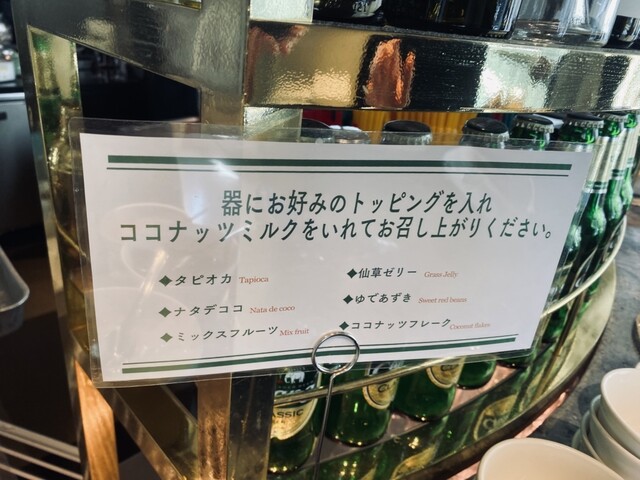 器にお好みのトッピングを入れ
ココナッツミルクをいれてお召し上がりください。
◆タピオカ Tapioca
◆仙草ゼリー Grass Jelly
◆ナタデココ Nata de coco
◆ゆであずき Sweet red beans
◆ミックスフルーツ Mix fruit
◆ココナッツフレーク Coconut flakes
CLASSIC